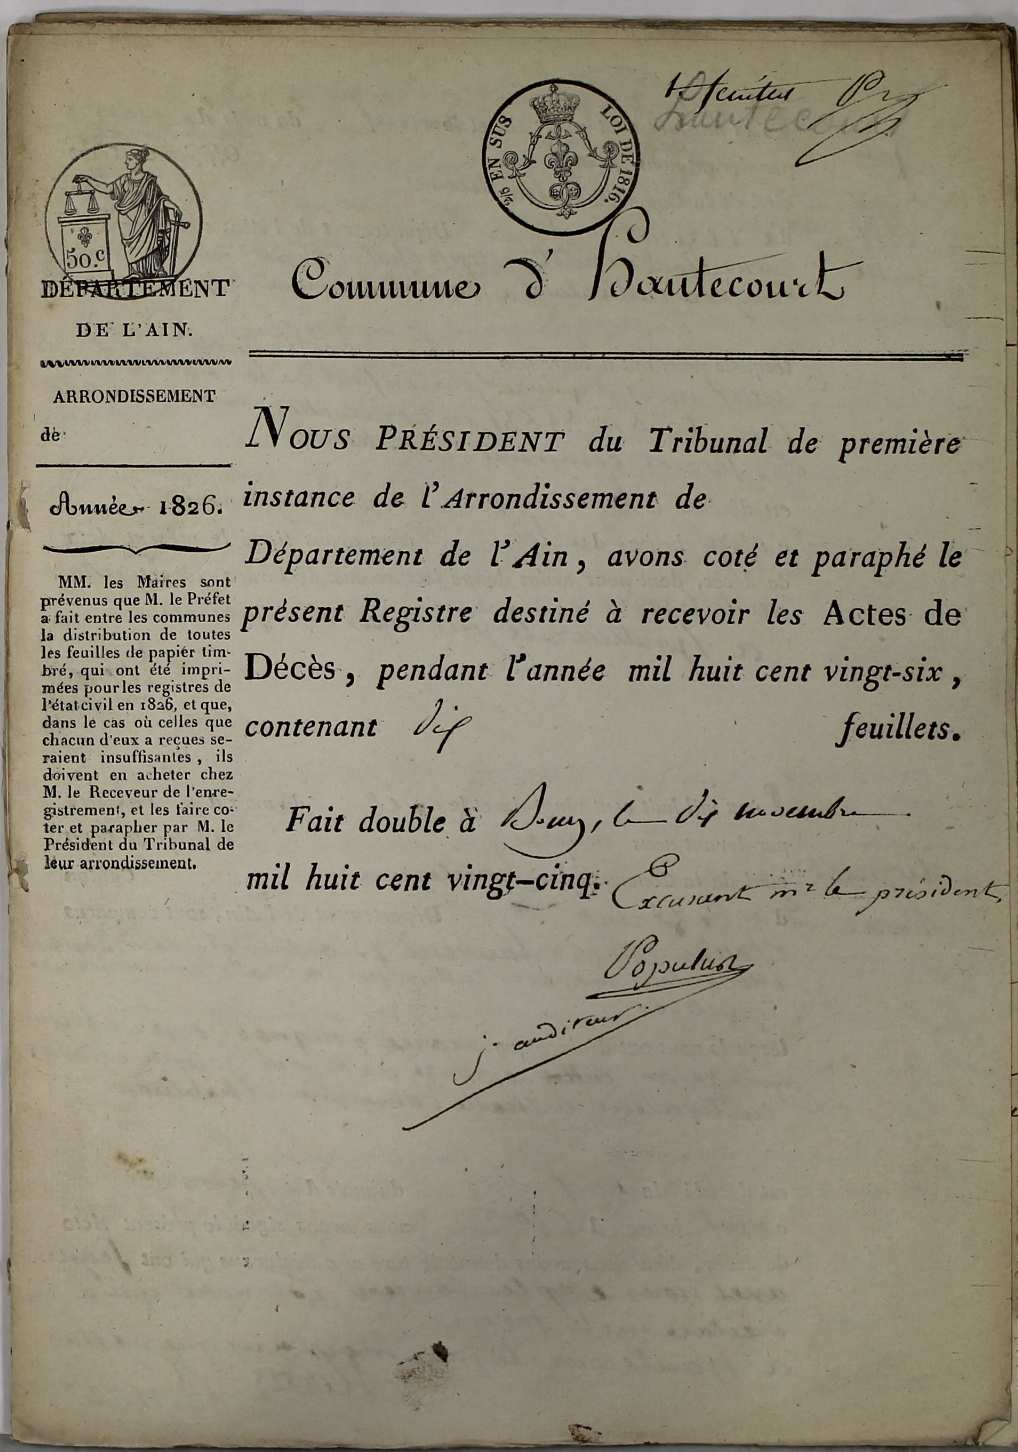 1er feuillet P
hautecourt
2/5 EN SUS LOI DE 1816.
50.c
DÉPARTEMENT
DE L'AIN.
Commune d' hautecourt
ARRONDISSEMENT
de
Année 1826.
MM. les Maires sont
prévenus que M. le Préfet
a fait entre les communes
la distribution de toutes
les feuilles de papier tim-
bré, qui ont été impri-
mées pour les registres de
l'état civil en 1826, et que,
dans le cas où celles que
chacun d'eux a reçues se-
raient insuffisantes, ils
doivent en acheter chez
M. le Receveur de l'enre-
gistrement, et les faire co-
ter et parapher par M. le
Président du Tribunal de
leur arrondissement.
NOUS PRÉSIDENT du Tribunal de première
instance de l'Arrondissement de
Département de l'Ain, avons coté et paraphé le
présent Registre destiné à recevoir les Actes de
Décès, pendant l'année mil huit cent vingt-six,
contenant dix feuillets.
Fait double à Bourg, le dix novembre
mil huit cent vingt-cinq.
Excusant mr le président,
Populus
j. auditeur